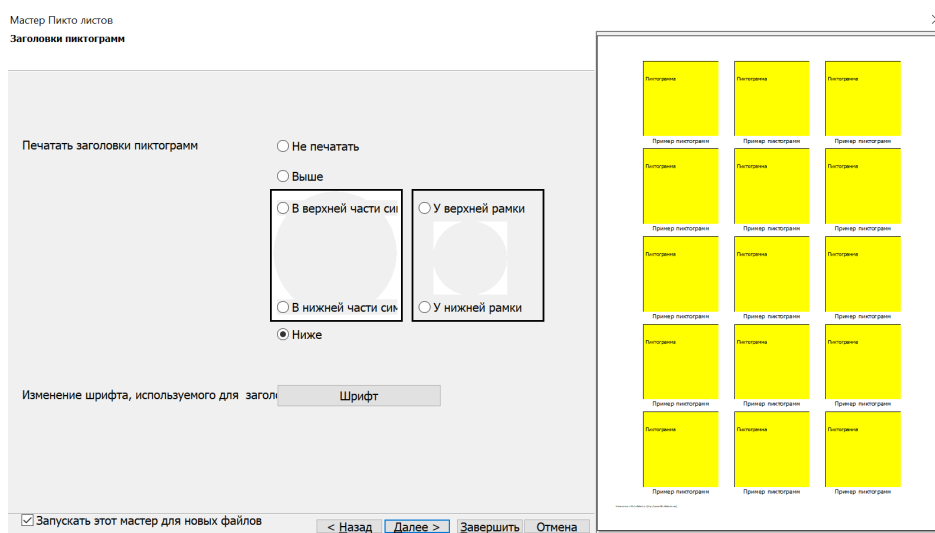 Мастер Пикто листов
Заголовки пиктограмм
Печатать заголовки пиктограмм
Не печатать
Выше
В верхней части сим
У верхней рамки
В нижней части сим
У нижней рамки
Ниже
Изменение шрифта, используемого для заголо
Шрифт
Запускать этот мастер для новых файлов
< Назад
Далее >
Завершить
Отмена
Пиктограмма Пиктограмма Пиктограмма
Пример пиктограмм Пример пиктограмм Пример пиктограмм
Пиктограмма Пиктограмма Пиктограмма
Пример пиктограмм Пример пиктограмм Пример пиктограмм
Пиктограмма Пиктограмма Пиктограмма
Пример пиктограмм Пример пиктограмм Пример пиктограмм
Пиктограмма Пиктограмма Пиктограмма
Пример пиктограмм Пример пиктограмм Пример пиктограмм
Пиктограмма Пиктограмма Пиктограмма
Пример пиктограмм Пример пиктограмм Пример пиктограмм